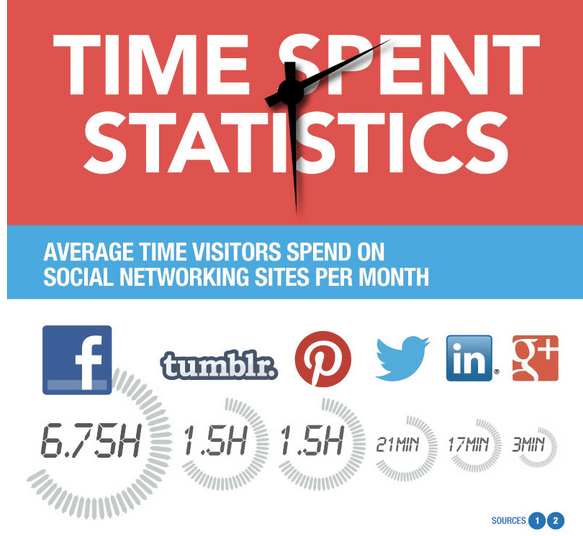 TIME SPENT
STATISTICS
AVERAGE TIME VISITORS SPEND ON
SOCIAL NETWORKING SITES PER MONTH
f tumblr. P in® g+
6.75H 1.5H 1.5H 21MIN 17MIN 3MIN
SOURCES 1 2